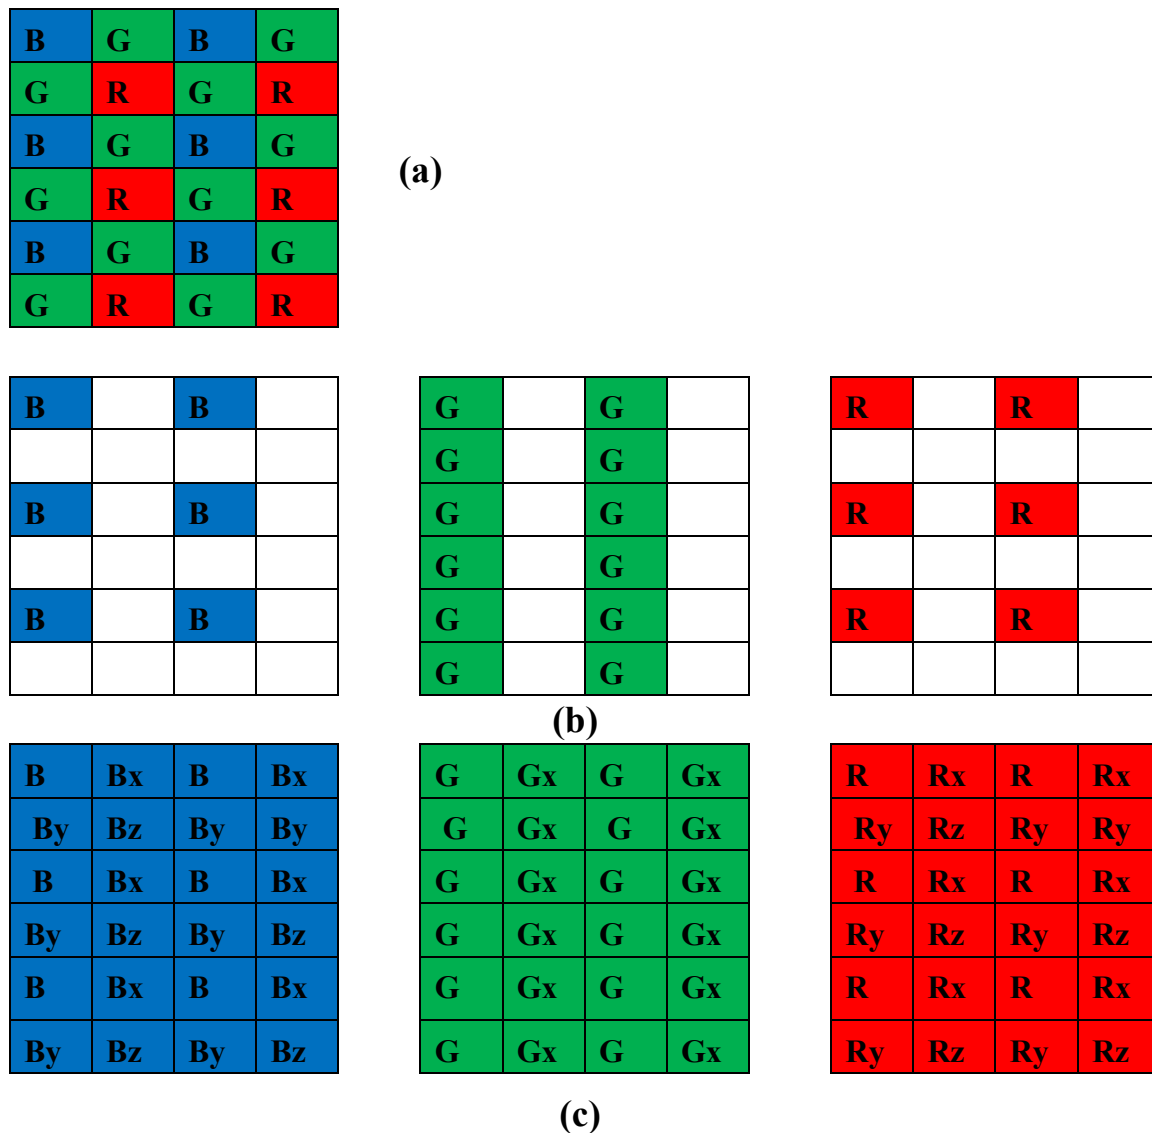 B G B G
G R G R
B G B G
(a)
G R G R
B G B G
G R G R
B B G G R R
G G
B B G G R R
G G
B B G G R R
G G
(b)
B Bx B Bx G Gx G Gx R Rx R Rx
By Bz By By G Gx G Gx Ry Rz Ry Ry
B Bx B Bx G Gx G Gx R Rx R Rx
By Bz By Bz G Gx G Gx Ry Rz Ry Rz
B Bx B Bx G Gx G Gx R Rx R Rx
By Bz By Bz G Gx G Gx Ry Rz Ry Rz
(c)